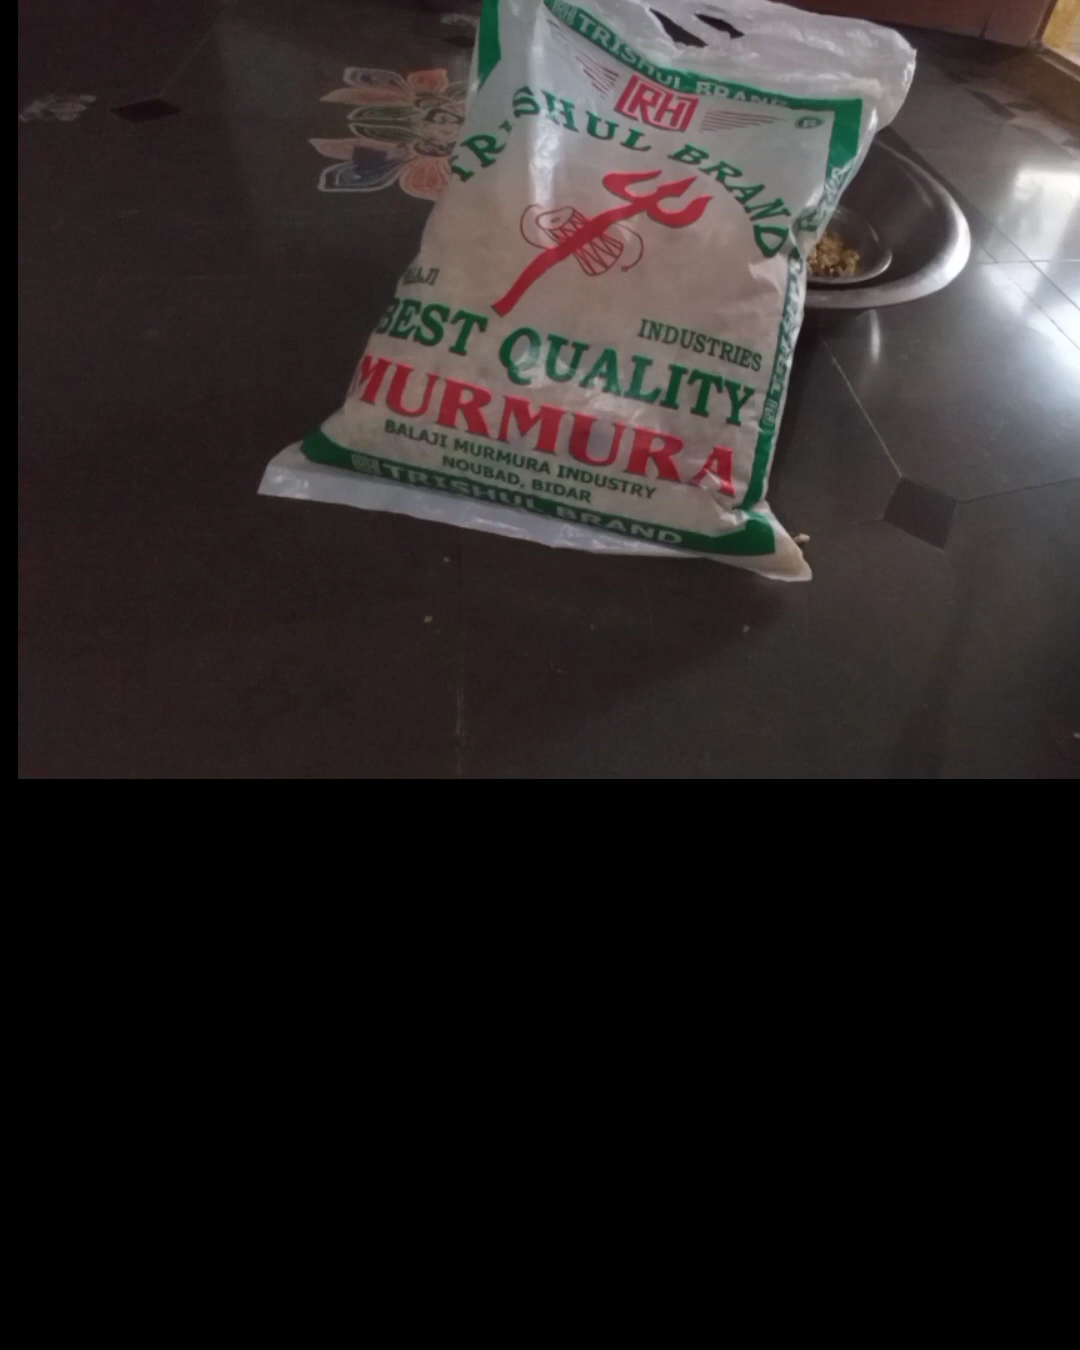 TRISHUL BRAND
RH
TRISHUL BRAND
INDUSTRIES
BEST QUALITY
MURMURA
BALAJI MURMURA INDUSTRY
NOUBAD, BIDAR
TRISHUL BRAND